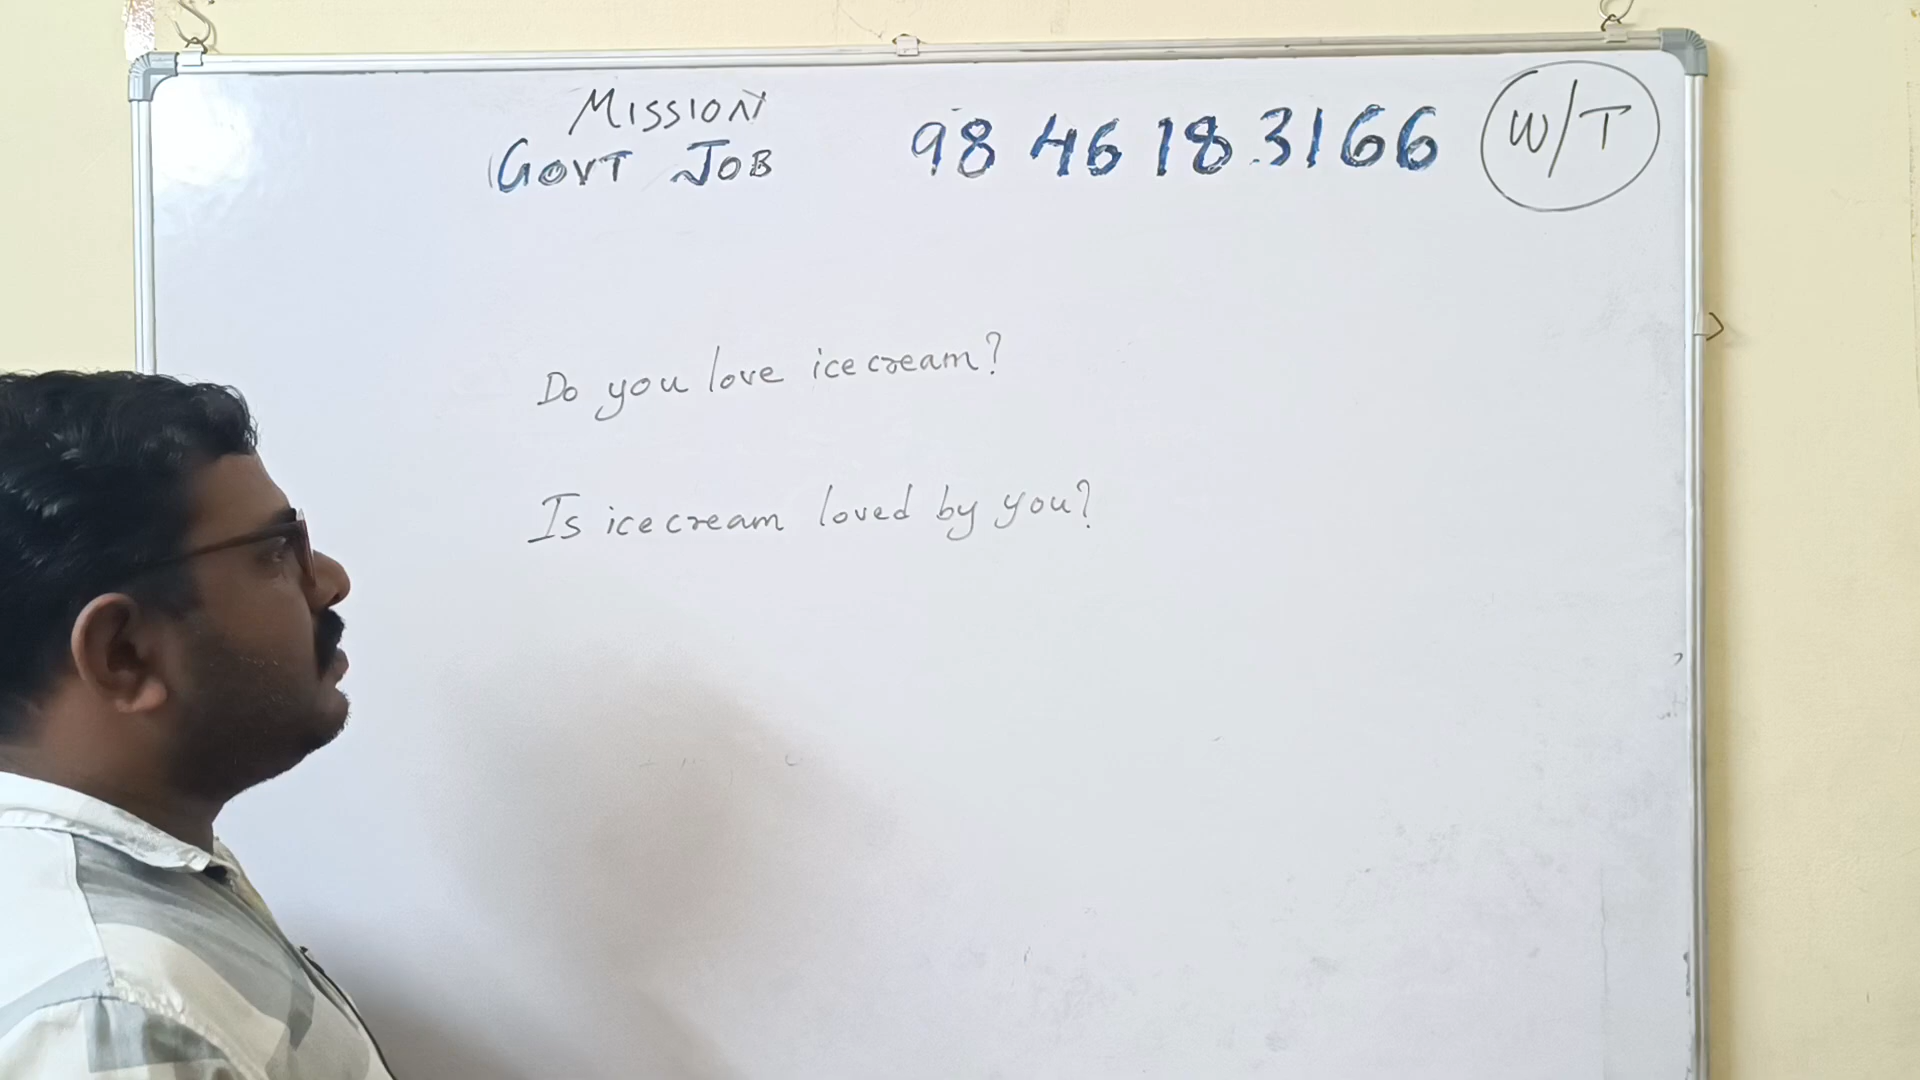 MISSION
GOVT JOB
98 46 18 3166
W/T
Do you love ice cream?
Is ice cream loved by you?